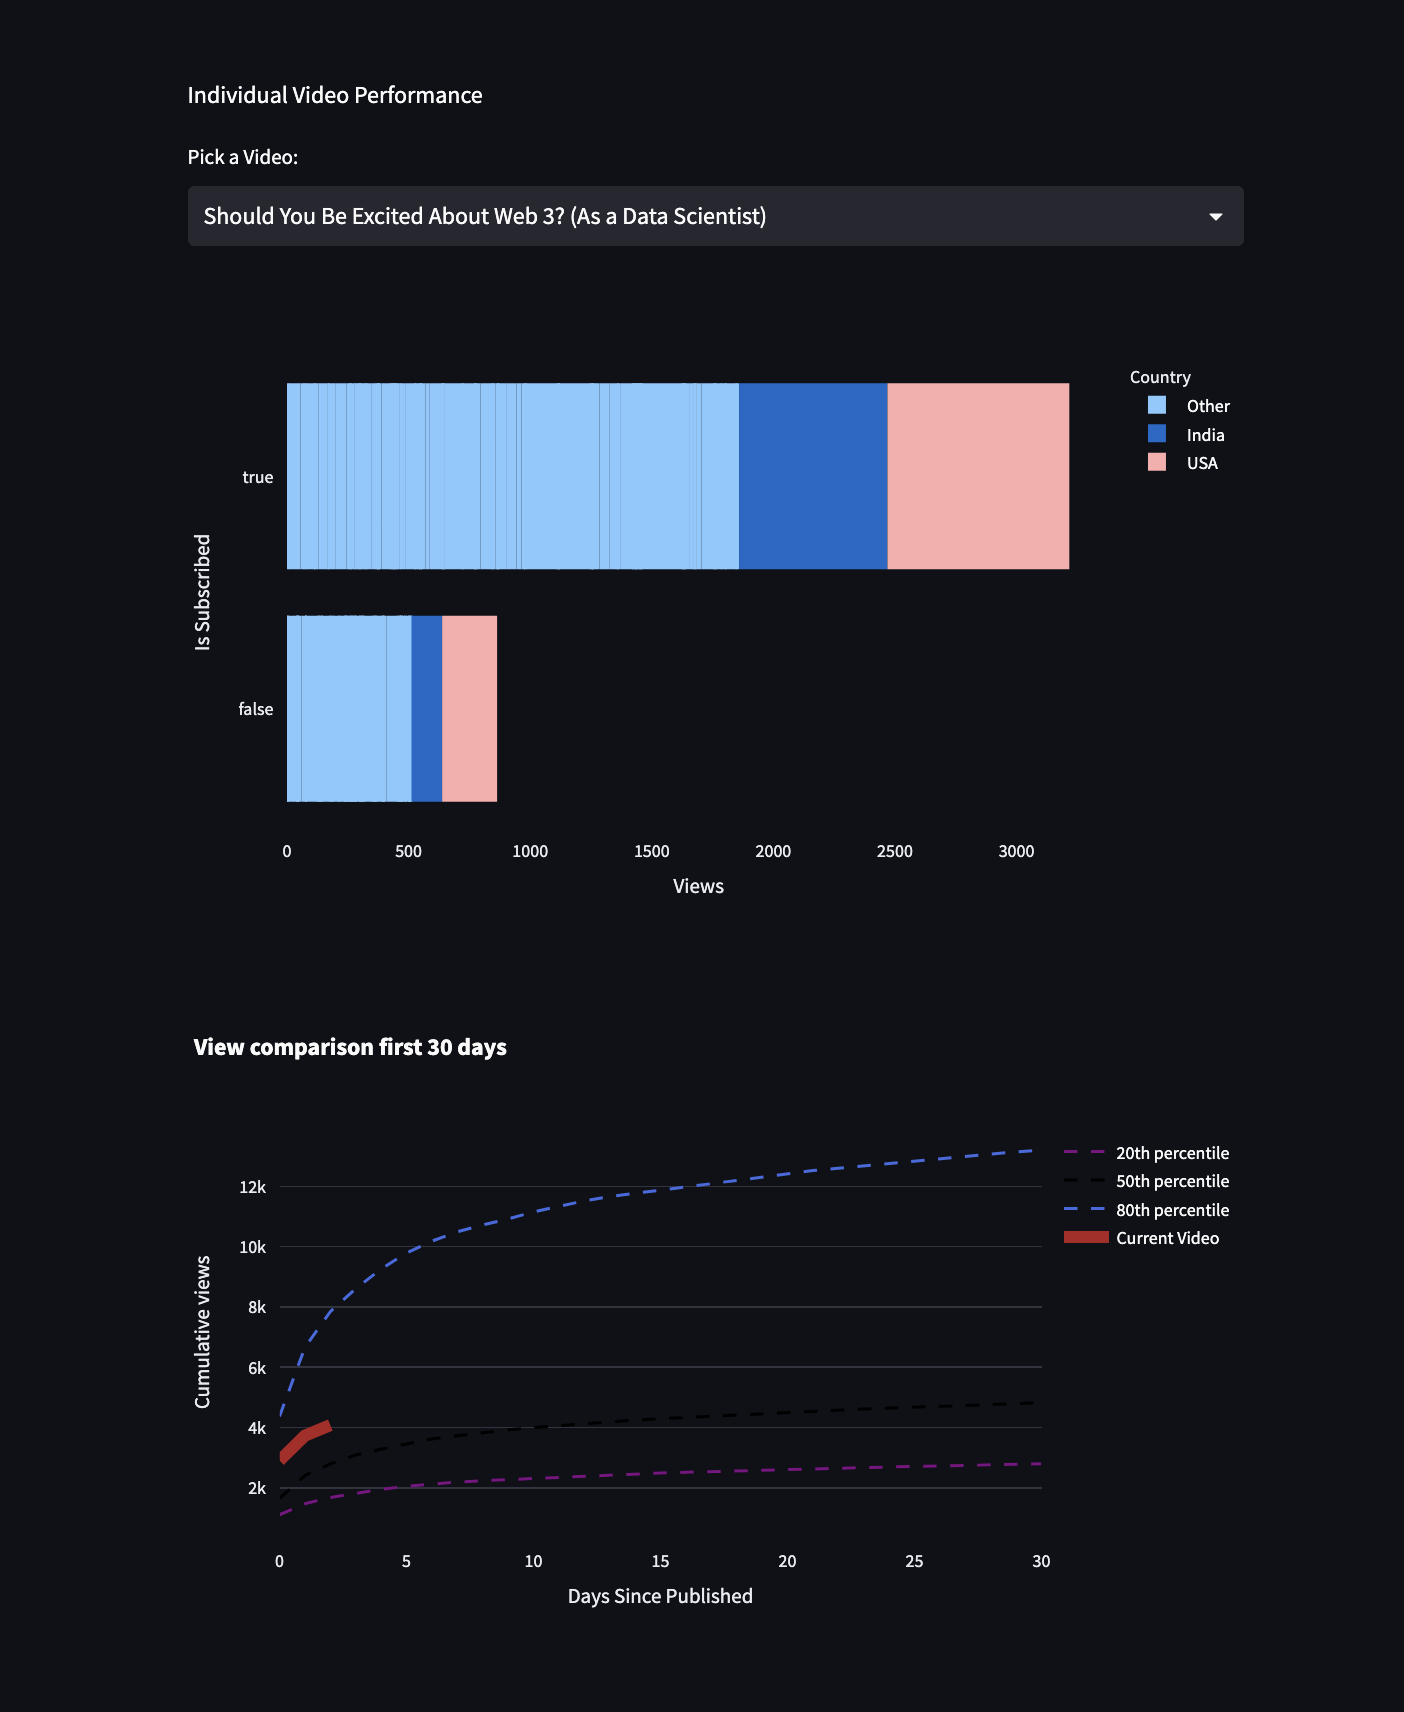 Individual Video Performance
Pick a Video:
Should You Be Excited About Web 3? (As a Data Scientist)
Country
Other
India
USA
true
false
Is Subscribed
0 500 1000 1500 2000 2500 3000
Views
View comparison first 30 days
20th percentile
50th percentile
80th percentile
Current Video
12k
10k
8k
6k
4k
2k
Cumulative views
0 5 10 15 20 25 30
Days Since Published